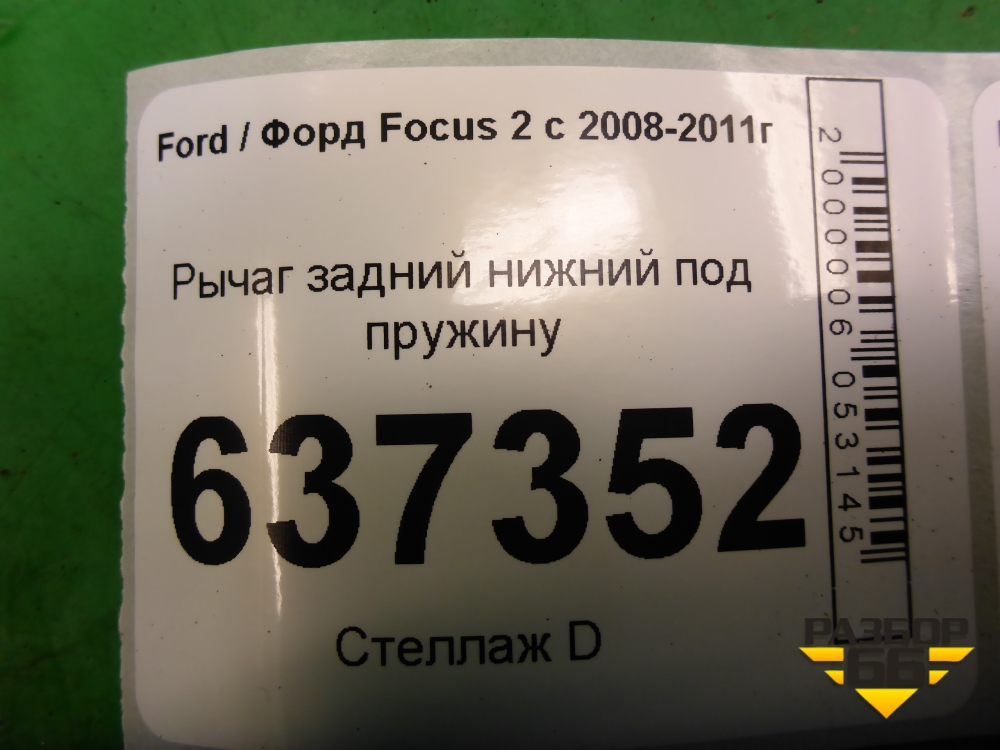 Ford / Форд Focus 2 с 2008-2011г
Рычаг задний нижний под
пружину
637352
Стеллаж D
2000006053145
РАЗБОР
66